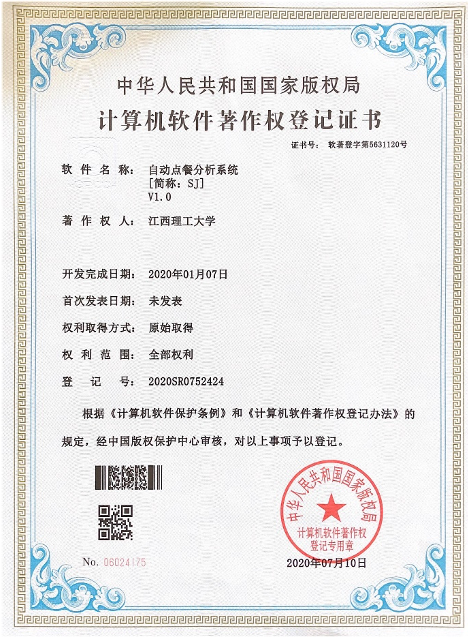 中华人民共和国国家版权局
计算机软件著作权登记证书
证书号： 软著登字第5631120号
软件名称： 自动点餐分析系统
[简称：SJ]
V1.0
著作权人： 江西理工大学
开发完成日期： 2020年01月07日
首次发表日期： 未发表
权利取得方式： 原始取得
权利范围： 全部权利
登记号： 2020SR0752424
根据《计算机软件保护条例》和《计算机软件著作权登记办法》的
规定，经中国版权保护中心审核，对以上事项予以登记。
中华人民共和国国家版权局
计算机软件著作权
登记专用章
No. 06024175
2020年07月10日